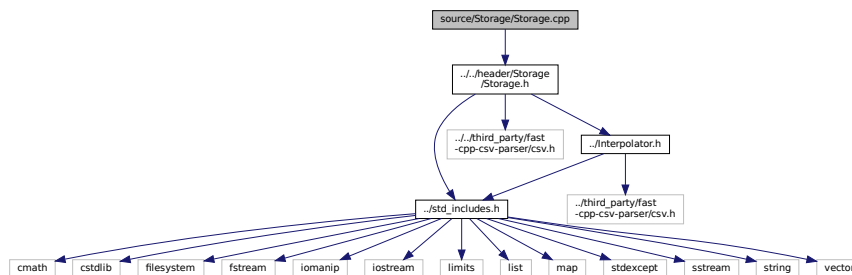 source/Storage/Storage.cpp
../../header/Storage
/Storage.h
../../third_party/fast
-cpp-csv-parser/csv.h
../Interpolator.h
../third_party/fast
-cpp-csv-parser/csv.h
../std_includes.h
cmath
cstdlib
filesystem
fstream
iomanip
iostream
limits
list
map
stdexcept
sstream
string
vector